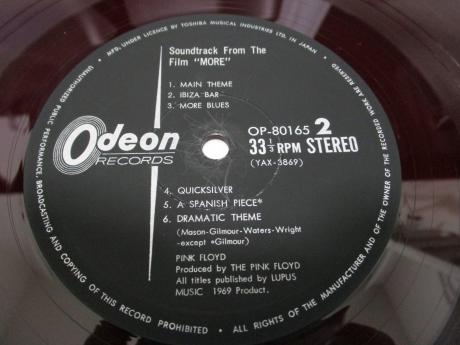 MFD. UNDER LICENCE BY TOSHIBA MUSICAL INDUSTRIES LTD. IN JAPAN •
ALL RIGHTS OF THE MANUFACTURER AND OF THE OWNER OF THE RECORDED WORK ARE RESERVED
UNAUTHORIZED PUBLIC PERFORMANCE, BROADCASTING AND COPYING OF THIS RECORD PROHIBITED •
Soundtrack From The
Film "MORE"
1. MAIN THEME
2. IBIZA BAR
3. MORE BLUES
Odeon
RECORDS
OP-80165 2
33⅓ RPM STEREO
(YAX-3869)
4. QUICKSILVER
5. A SPANISH PIECE*
6. DRAMATIC THEME
(Mason-Gilmour-Waters-Wright
-except *Gilmour)
PINK FLOYD
Produced by THE PINK FLOYD
All titles published by LUPUS
MUSIC 1969 Product.